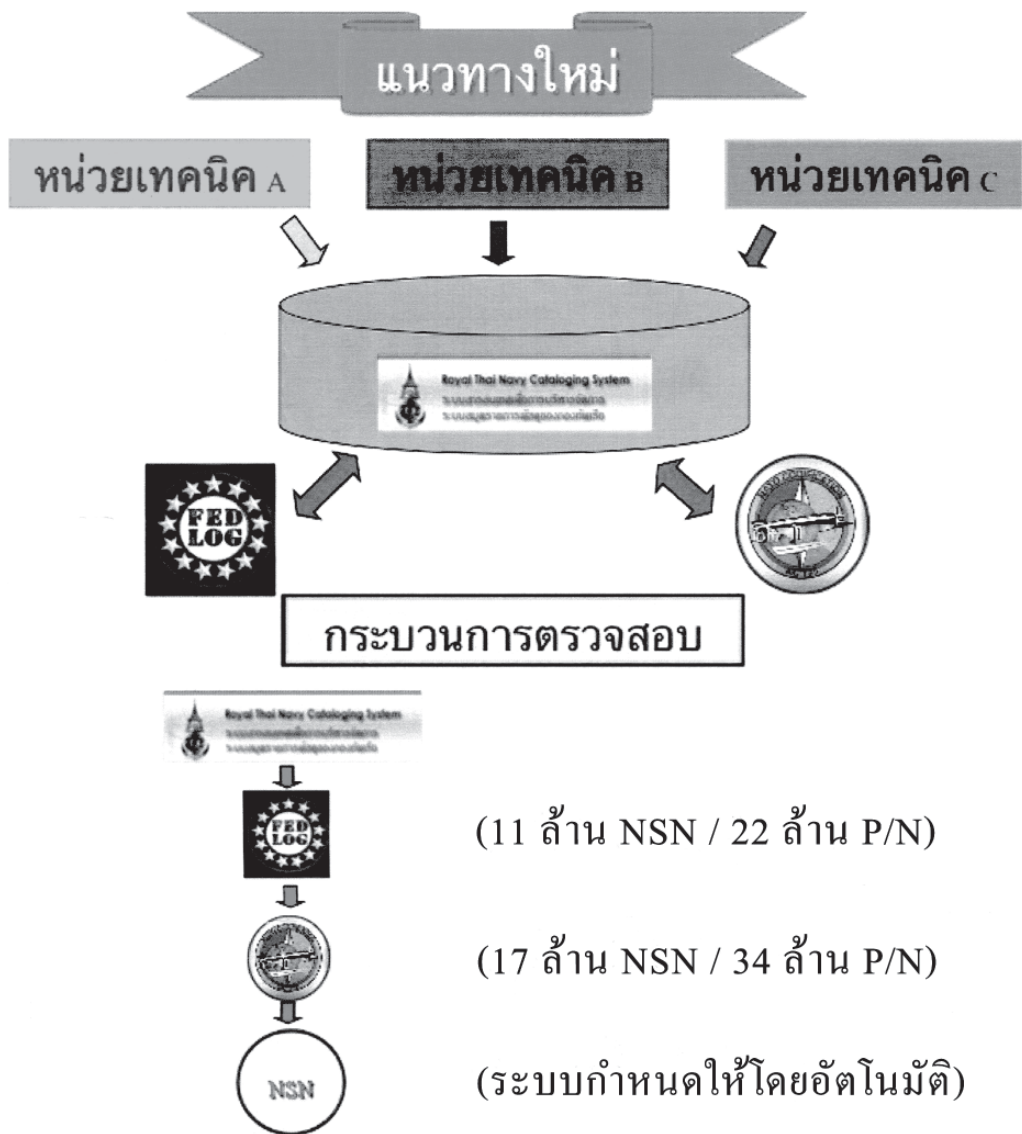 แนวทางใหม่
หน่วยเทคนิค A
หน่วยเทคนิค B
หน่วยเทคนิค C
Royal Thai Navy Cataloging System
FED
LOG
NATO CODIFICATION
กระบวนการตรวจสอบ
Royal Thai Navy Cataloging System
FED
LOG
(11 ล้าน NSN / 22 ล้าน P/N)
(17 ล้าน NSN / 34 ล้าน P/N)
NSN
(ระบบกำหนดให้โดยอัตโนมัติ)